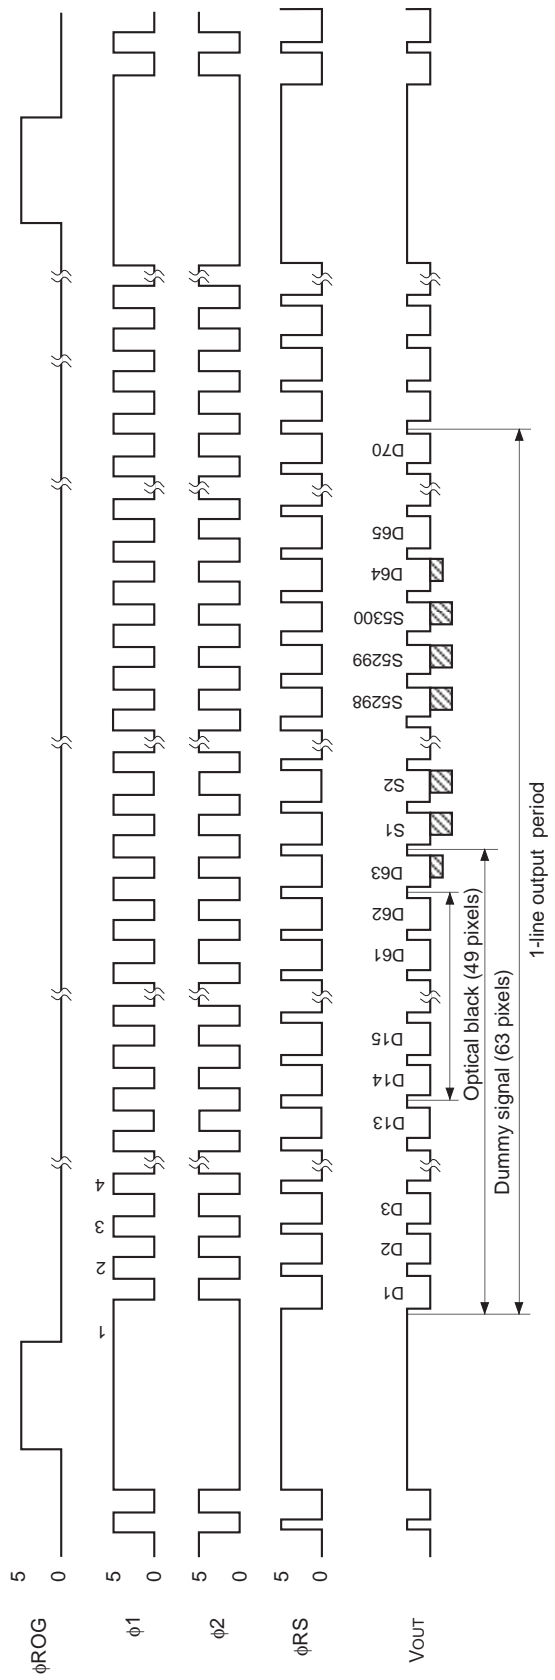 φROG
5
0
φ1
5
0
1
2
3
4
φ2
5
0
φRS
5
0
VOUT
D1
D2
D3
D13
D14
D15
D61
D62
D63
S1
S2
S5298
S5299
S5300
D64
D65
D70
Optical black (49 pixels)
Dummy signal (63 pixels)
1-line output period